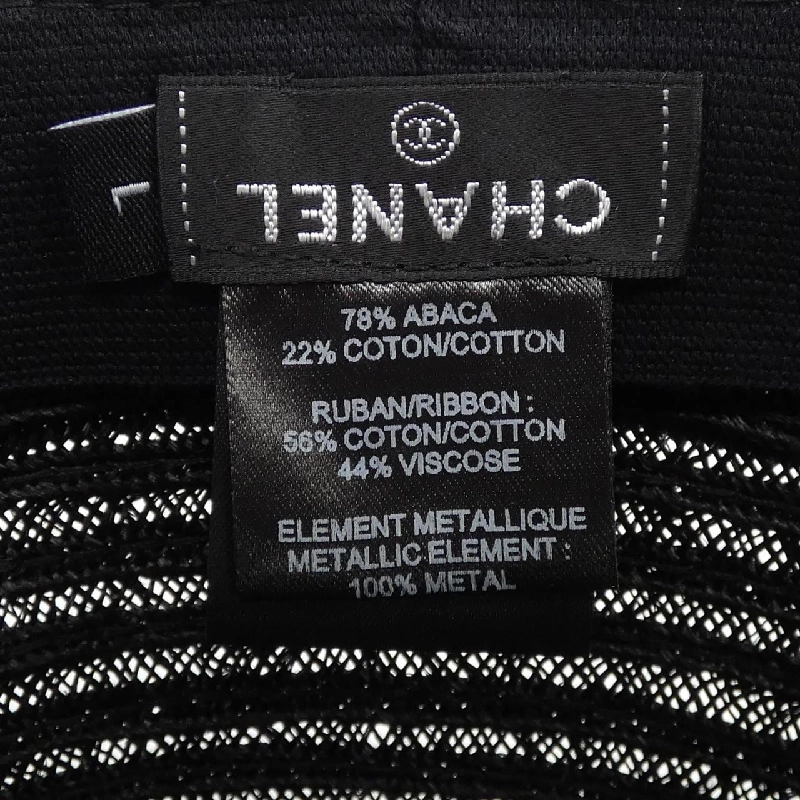 L
CHANEL
78% ABACA
22% COTON/COTTON
RUBAN/RIBBON :
56% COTON/COTTON
44% VISCOSE
ELEMENT METALLIQUE
METALLIC ELEMENT :
100% METAL